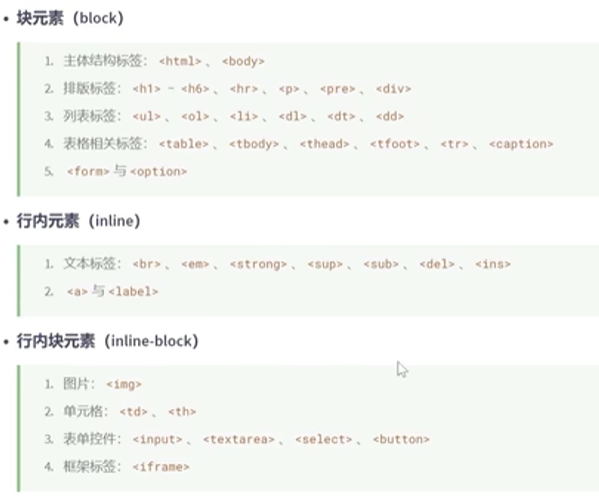 • 块元素（block）
1. 主体结构标签： <html> 、 <body>
2. 排版标签： <h1> ~ <h6> 、 <hr> 、 <p> 、 <pre> 、 <div>
3. 列表标签： <ul> 、 <ol> 、 <li> 、 <dl> 、 <dt> 、 <dd>
4. 表格相关标签： <table> 、 <tbody> 、 <thead> 、 <tfoot> 、 <tr> 、 <caption>
5. <form> 与 <option>
• 行内元素（inline）
1. 文本标签： <br> 、 <em> 、 <strong> 、 <sup> 、 <sub> 、 <del> 、 <ins>
2. <a> 与 <label>
• 行内块元素（inline-block）
1. 图片： <img>
2. 单元格： <td> 、 <th>
3. 表单控件： <input> 、 <textarea> 、 <select> 、 <button>
4. 框架标签： <iframe>